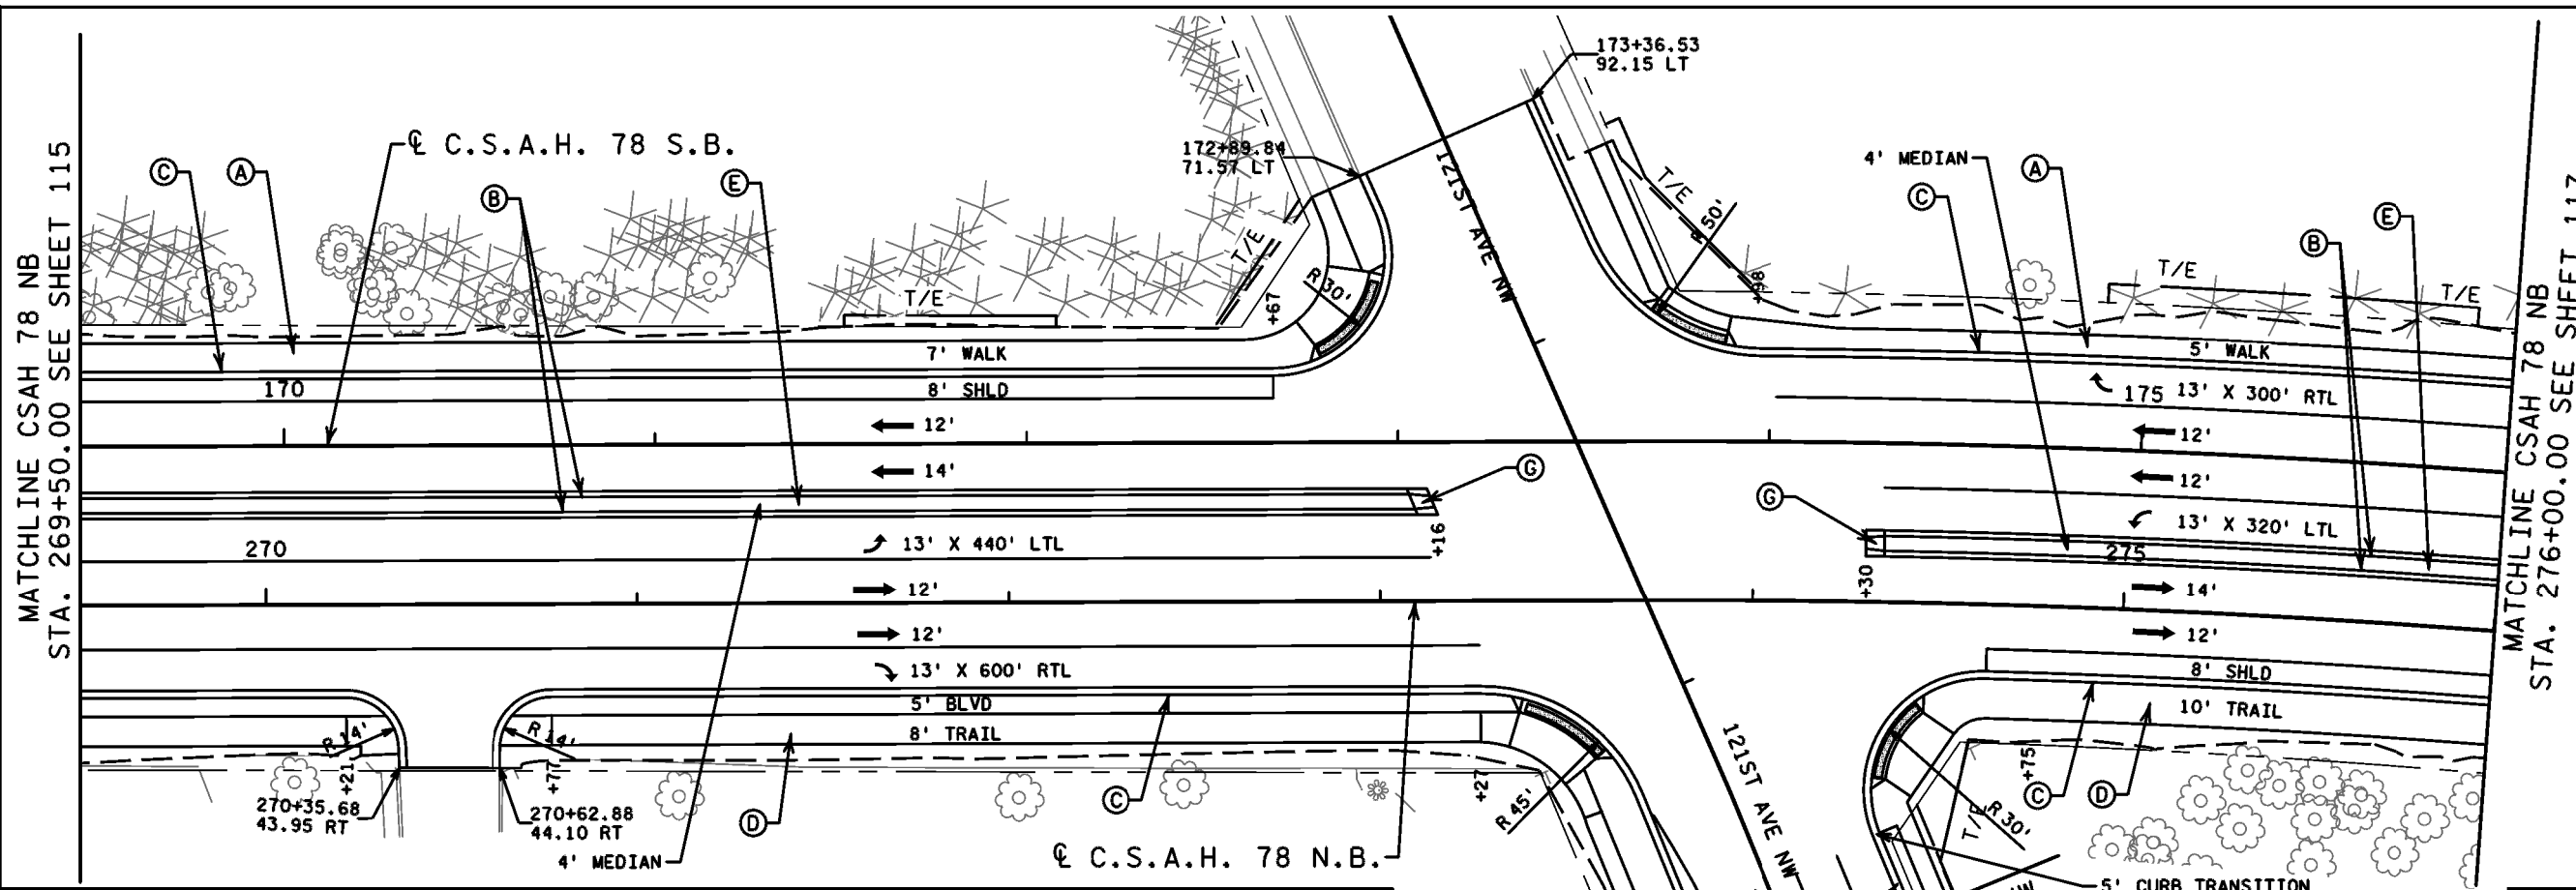 MATCHLINE CSAH 78 NB
STA. 269+50.00 SEE SHEET 115
℄ C.S.A.H. 78 S.B.
C
A
B
E
172+89.84
71.57 LT
173+36.53
92.15 LT
121ST AVE NW
T/E
R 50'
4' MEDIAN
A
C
B
E
T/E
T/E
+98
T/E
T/E
R 30'
+67
7' WALK
5' WALK
170
8' SHLD
175
13' X 300' RTL
12'
12'
14'
12'
G
G
13' X 320' LTL
270
13' X 440' LTL
+16
275
+30
12'
14'
12'
12'
13' X 600' RTL
8' SHLD
5' BLVD
10' TRAIL
8' TRAIL
R 14'
R 14'
+21
+77
+27
+75
270+35.68
43.95 RT
270+62.88
44.10 RT
D
C
R 45'
121ST AVE NW
C
D
T/E
R 30'
4' MEDIAN
℄ C.S.A.H. 78 N.B.
5' CURB TRANSITION
MATCHLINE CSAH 78 NB
STA. 276+00.00 SEE SHEET 117